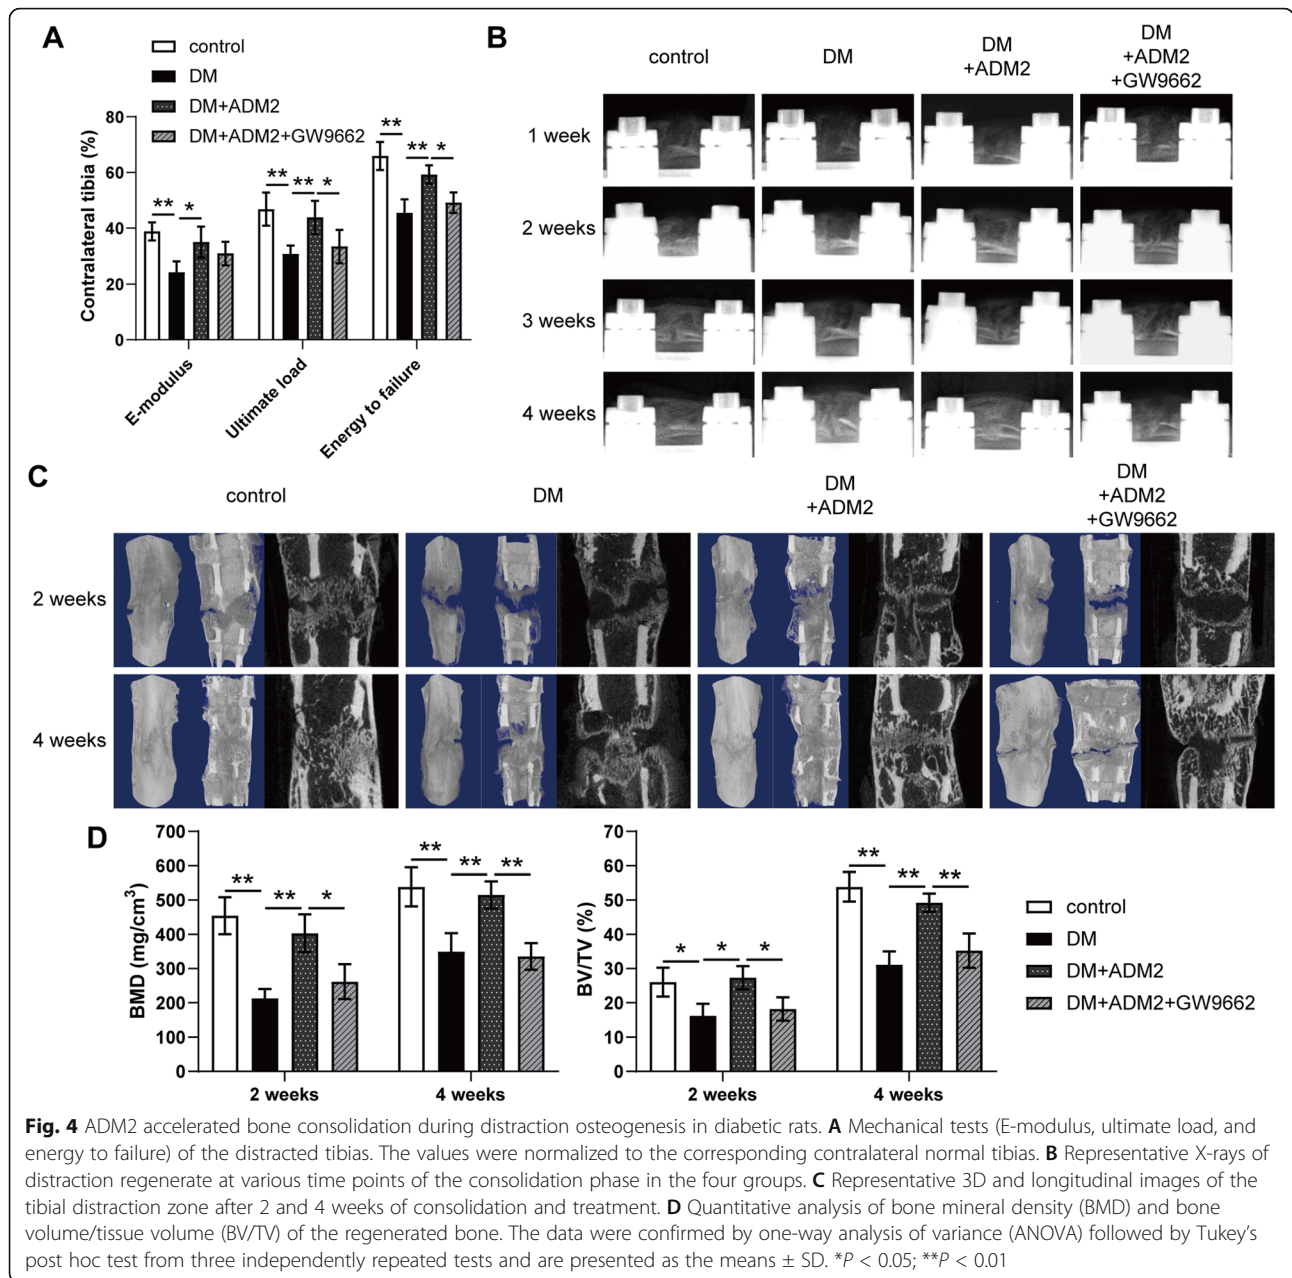 A
control
DM
DM+ADM2
DM+ADM2+GW9662
Contralateral tibia (%)
80
60
40
20
0
** *
** ** *
** ** *
E-modulus
Ultimate load
Energy to failure
B
control
DM
DM
+ADM2
DM
+ADM2
+GW9662
1 week
2 weeks
3 weeks
4 weeks
C
control
DM
DM
+ADM2
DM
+ADM2
+GW9662
2 weeks
4 weeks
D
BMD (mg/cm³)
700
600
500
400
300
200
100
0
** ** *
** ** **
2 weeks
4 weeks
BV/TV (%)
70
60
50
40
30
20
10
0
* * *
** ** **
2 weeks
4 weeks
control
DM
DM+ADM2
DM+ADM2+GW9662
Fig. 4 ADM2 accelerated bone consolidation during distraction osteogenesis in diabetic rats. A Mechanical tests (E-modulus, ultimate load, and
energy to failure) of the distracted tibias. The values were normalized to the corresponding contralateral normal tibias. B Representative X-rays of
distraction regenerate at various time points of the consolidation phase in the four groups. C Representative 3D and longitudinal images of the
tibial distraction zone after 2 and 4 weeks of consolidation and treatment. D Quantitative analysis of bone mineral density (BMD) and bone
volume/tissue volume (BV/TV) of the regenerated bone. The data were confirmed by one-way analysis of variance (ANOVA) followed by Tukey's
post hoc test from three independently repeated tests and are presented as the means ± SD. *P < 0.05; **P < 0.01